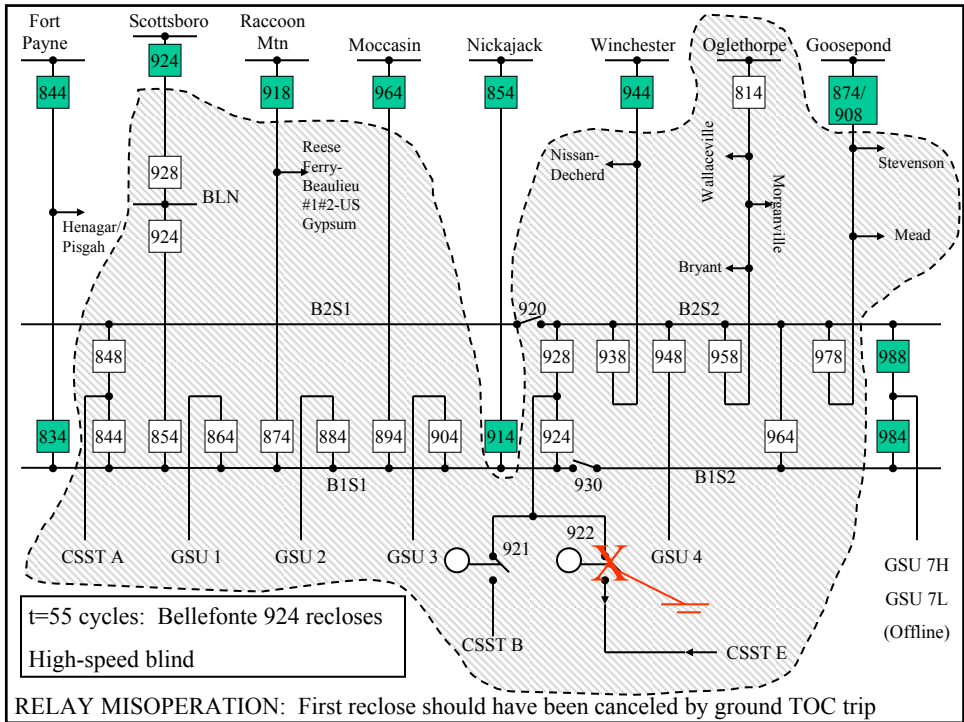 Fort
Payne
Scottsboro
Raccoon
Mtn
Moccasin
Nickajack
Winchester
Oglethorpe
Goosepond
844
924
918
964
854
944
814
874/
908
Reese
Ferry-
Beaulieu
#1#2-US
Gypsum
Nissan-
Decherd
Wallaceville
Morganville
Stevenson
928
BLN
924
Henagar/
Pisgah
Mead
Bryant
B2S1
920
B2S2
848
928
938
948
958
978
988
834
844
854
864
874
884
894
904
914
924
964
984
B1S1
930
B1S2
921
922
CSST A
GSU 1
GSU 2
GSU 3
GSU 4
X
GSU 7H
GSU 7L
(Offline)
CSST B
CSST E
t=55 cycles: Bellefonte 924 recloses
High-speed blind
RELAY MISOPERATION: First reclose should have been canceled by ground TOC trip